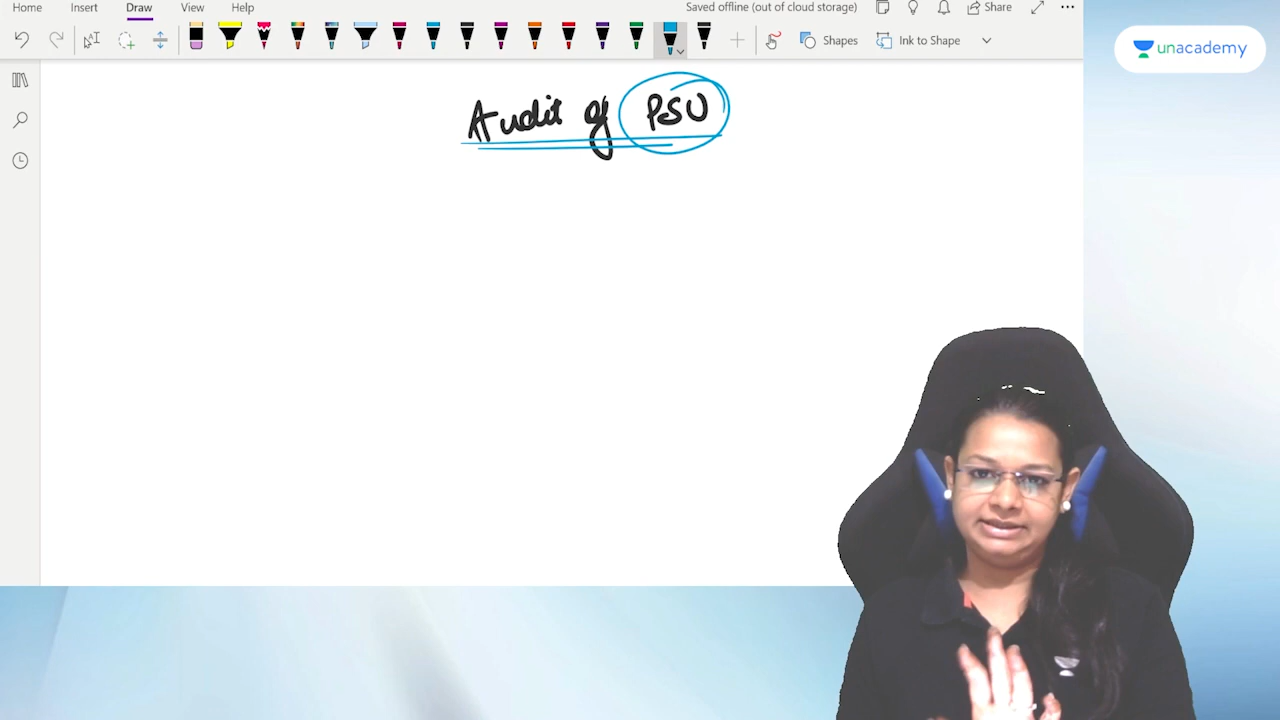 Home Insert Draw View Help Saved offline (out of cloud storage) Share
Shapes Ink to Shape
unacademy
Audit of PSU